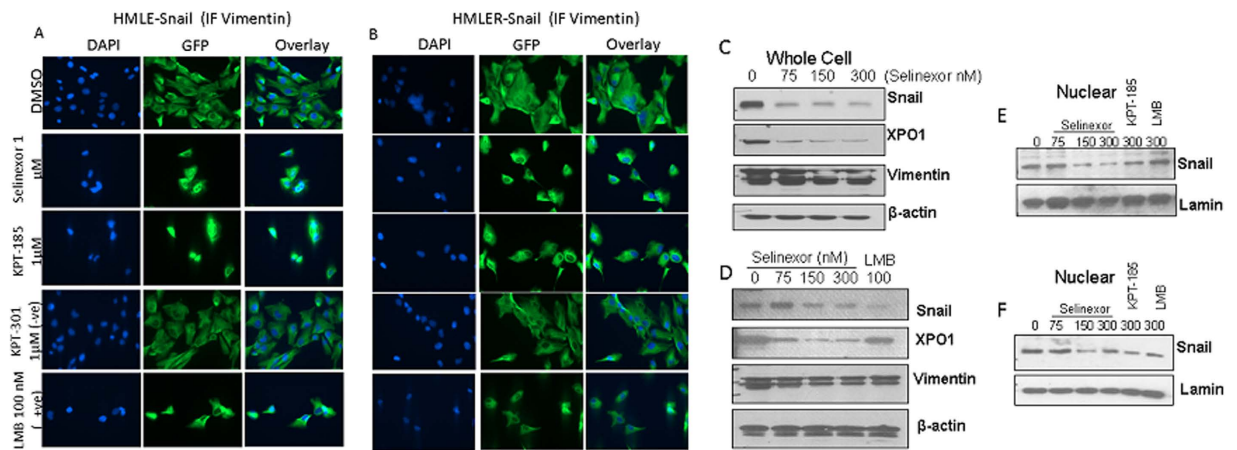 HMLE-Snail (IF Vimentin)
A
DAPI GFP Overlay
DMSO
Selinexor 1 µM
KPT-185 1µM
KPT-301 1µM (-ve)
LMB 100 nM (+ve)
HMLER-Snail (IF Vimentin)
B
DAPI GFP Overlay
C
Whole Cell
0 75 150 300 (Selinexor nM)
Snail
XPO1
Vimentin
β-actin
D
Selinexor (nM) LMB
0 75 150 300 100
Snail
XPO1
Vimentin
β-actin
E
Nuclear
Selinexor KPT-185 LMB
0 75 150 300 300 300
Snail
Lamin
F
Nuclear
Selinexor KPT-185 LMB
0 75 150 300 300 300
Snail
Lamin